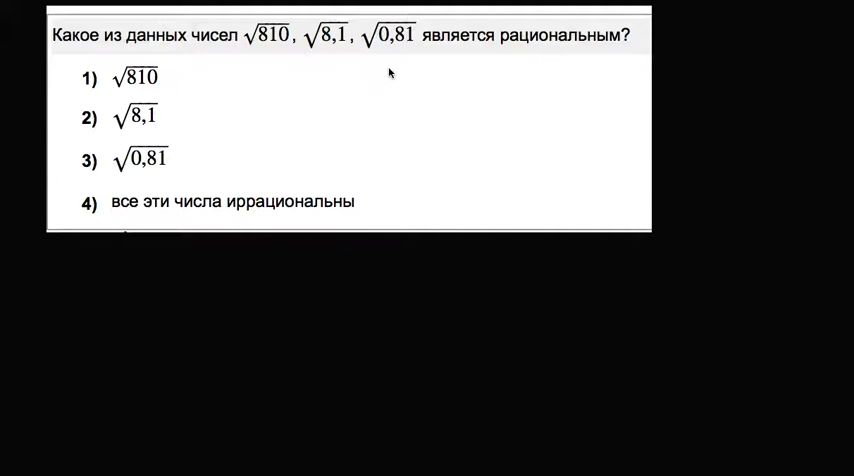 Какое из данных чисел √810, √8,1, √0,81 является рациональным?
1) √810
2) √8,1
3) √0,81
4) все эти числа иррациональны